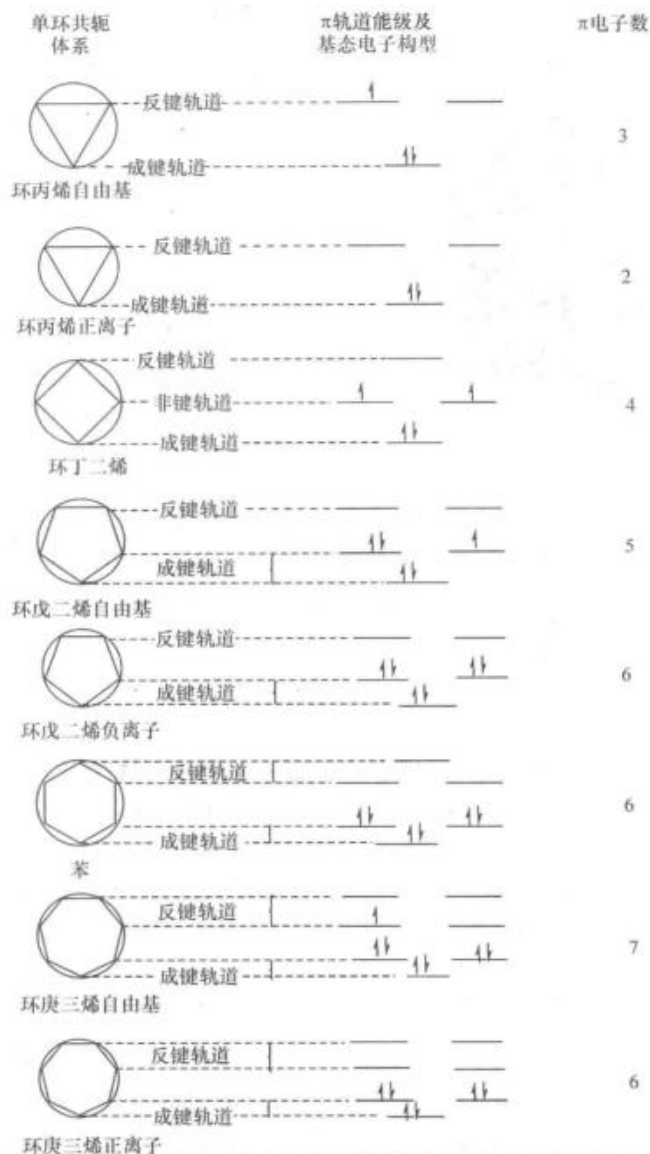 单环共轭 π轨道能级及 π电子数
体系 基态电子构型
反键轨道
3
成键轨道
环丙烯自由基
反键轨道
2
成键轨道
环丙烯正离子
反键轨道
非键轨道
4
成键轨道
环丁二烯
反键轨道
5
成键轨道
环戊二烯自由基
反键轨道
6
成键轨道
环戊二烯负离子
反键轨道
6
成键轨道
苯
反键轨道
7
成键轨道
环庚三烯自由基
反键轨道
6
成键轨道
环庚三烯正离子